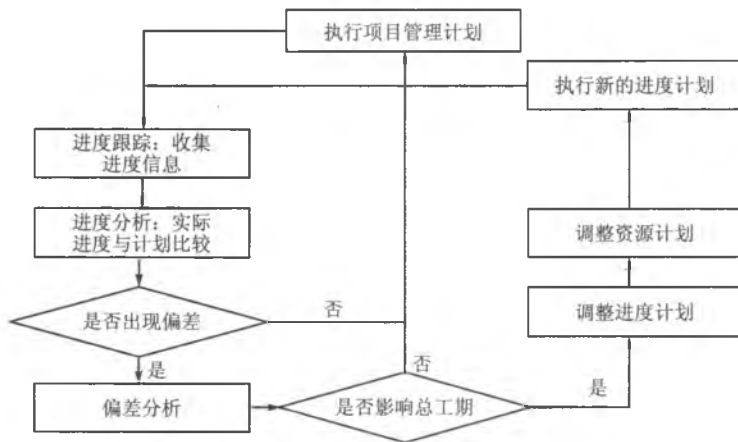 执行项目管理计划
执行新的进度计划
进度跟踪：收集
进度信息
进度分析：实际
进度与计划比较
调整资源计划
是否出现偏差
否
调整进度计划
是
否
偏差分析
是否影响总工期
是